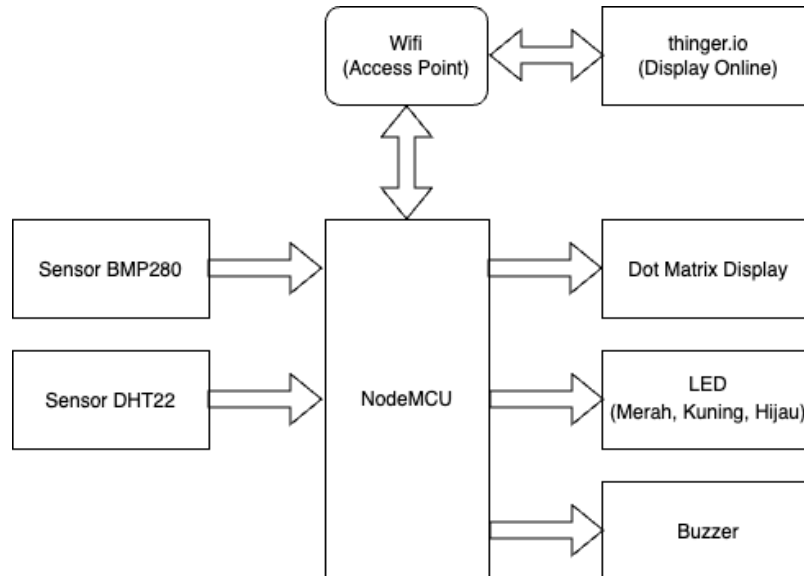 Wifi
(Access Point)
thinger.io
(Display Online)
Sensor BMP280
Dot Matrix Display
Sensor DHT22
NodeMCU
LED
(Merah, Kuning, Hijau)
Buzzer